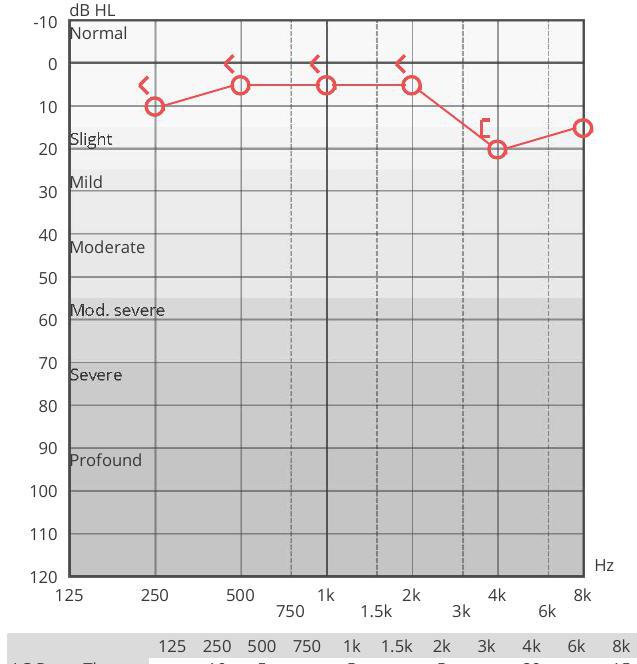 dB HL
-10
Normal
0
10
Slight
20
Mild
30
40
Moderate
50
Mod. severe
60
70
Severe
80
90
Profound
100
110
Hz
120
125 250 500 1k 2k 4k 8k
750 1.5k 3k 6k
125 250 500 750 1k 1.5k 2k 3k 4k 6k 8k